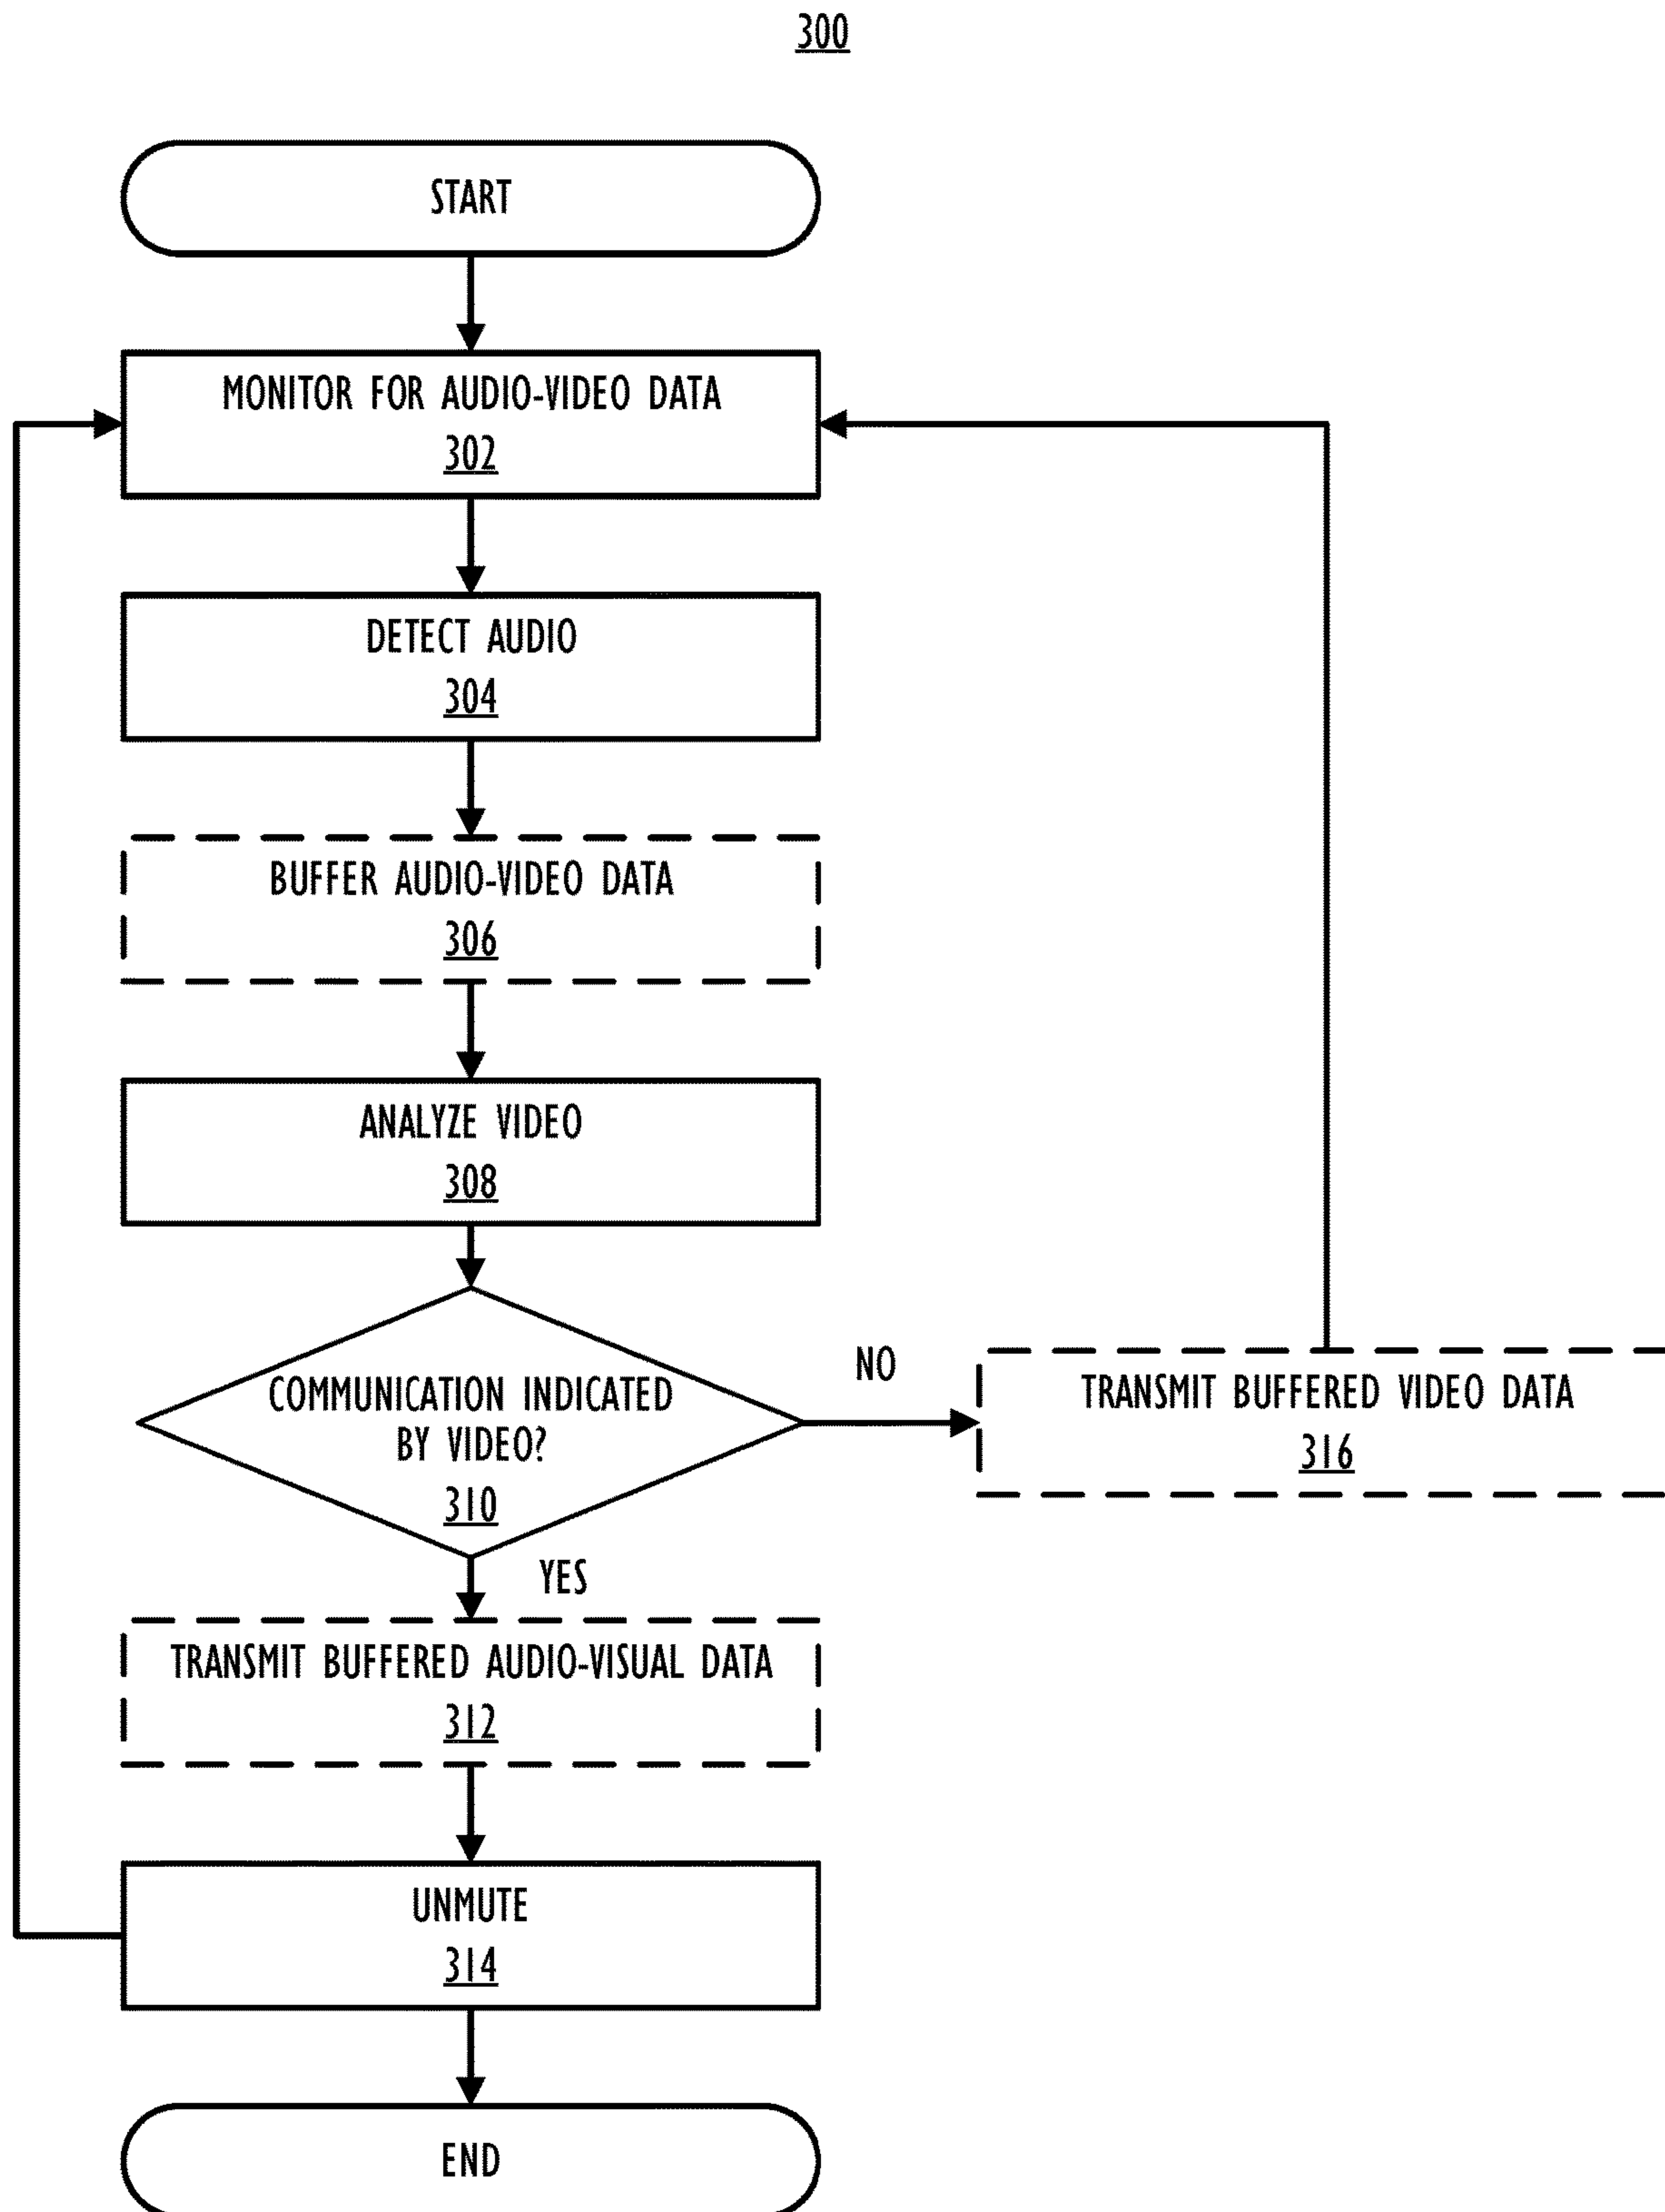 300
START
MONITOR FOR AUDIO-VIDEO DATA
302
DETECT AUDIO
304
BUFFER AUDIO-VIDEO DATA
306
ANALYZE VIDEO
308
COMMUNICATION INDICATED
BY VIDEO?
310
NO
TRANSMIT BUFFERED VIDEO DATA
316
YES
TRANSMIT BUFFERED AUDIO-VISUAL DATA
312
UNMUTE
314
END